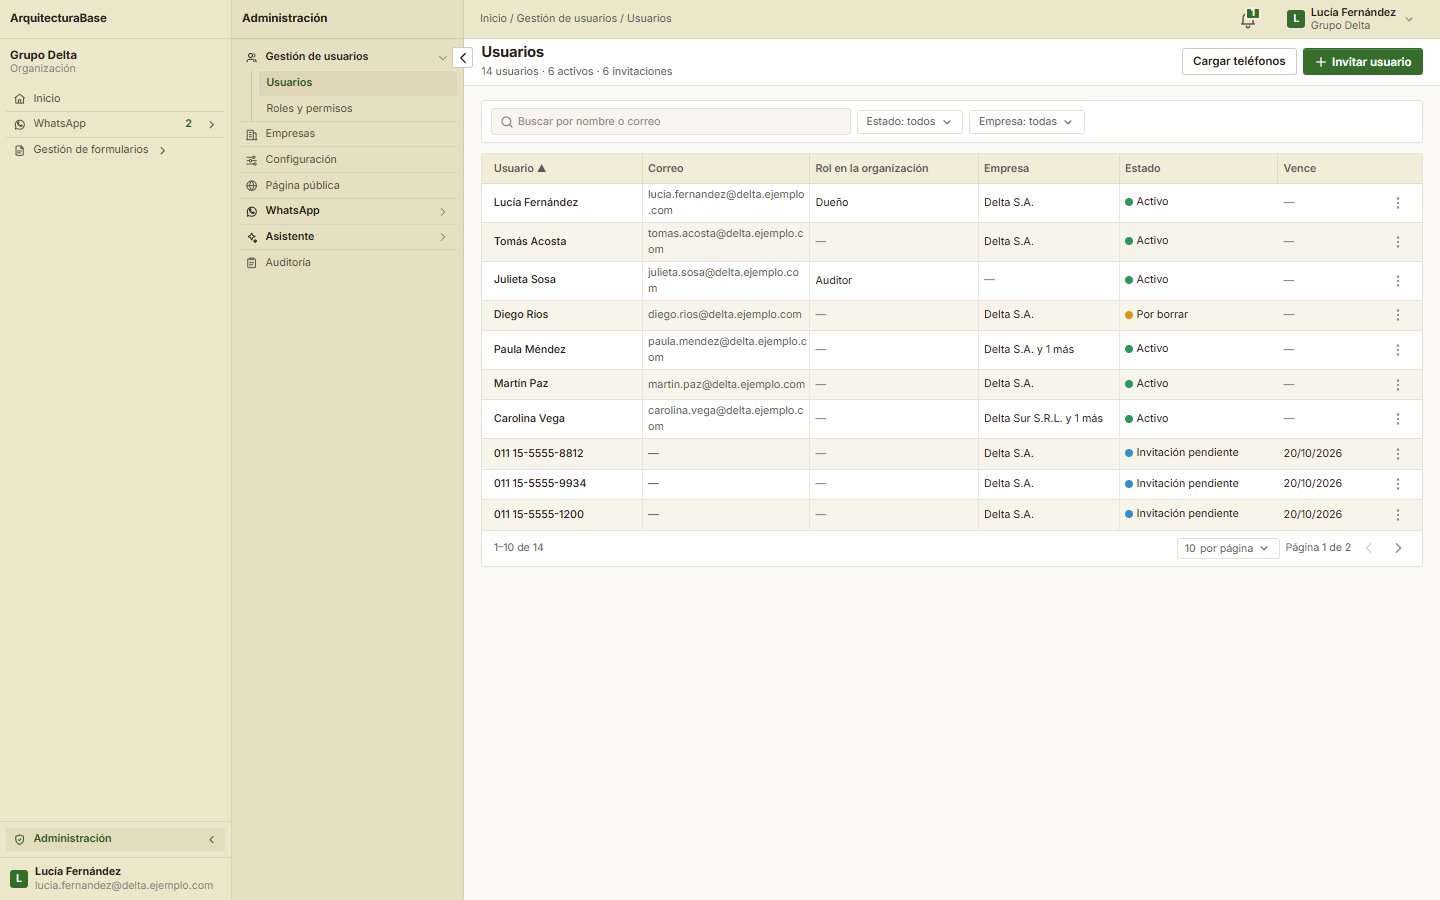 ArquitecturaBase
Grupo Delta
Organización
Inicio
WhatsApp 2
Gestión de formularios
Administración
L Lucía Fernández
lucia.fernandez@delta.ejemplo.com
Administración
Gestión de usuarios
Usuarios
Roles y permisos
Empresas
Configuración
Página pública
WhatsApp
Asistente
Auditoría
Inicio / Gestión de usuarios / Usuarios
1
L Lucía Fernández
Grupo Delta
Usuarios
14 usuarios · 6 activos · 6 invitaciones
Cargar teléfonos
+ Invitar usuario
Buscar por nombre o correo
Estado: todos
Empresa: todas
Usuario ▲ Correo Rol en la organización Empresa Estado Vence
Lucía Fernández lucia.fernandez@delta.ejemplo Dueño Delta S.A. Activo —
.com
Tomás Acosta tomas.acosta@delta.ejemplo.c — Delta S.A. Activo —
om
Julieta Sosa julieta.sosa@delta.ejemplo.co Auditor — Activo —
m
Diego Ríos diego.rios@delta.ejemplo.com — Delta S.A. Por borrar —
Paula Méndez paula.mendez@delta.ejemplo.c — Delta S.A. y 1 más Activo —
om
Martín Paz martin.paz@delta.ejemplo.com — Delta S.A. Activo —
Carolina Vega carolina.vega@delta.ejemplo.c — Delta Sur S.R.L. y 1 más Activo —
om
011 15-5555-8812 — — Delta S.A. Invitación pendiente 20/10/2026
011 15-5555-9934 — — Delta S.A. Invitación pendiente 20/10/2026
011 15-5555-1200 — — Delta S.A. Invitación pendiente 20/10/2026
1–10 de 14
10 por página
Página 1 de 2